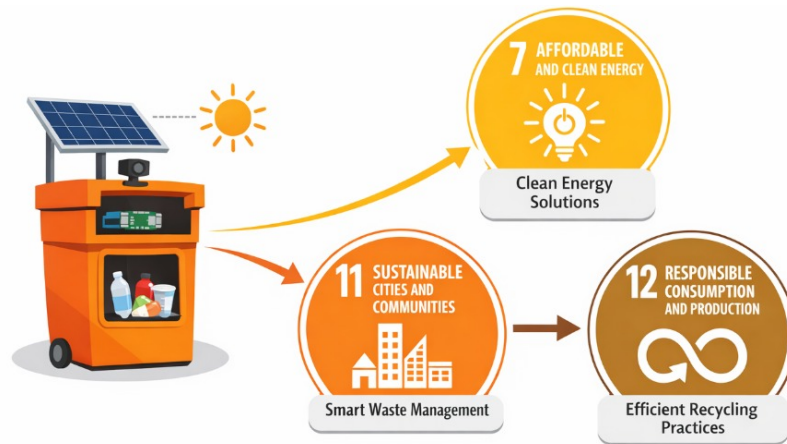 7 AFFORDABLE
AND CLEAN ENERGY
Clean Energy
Solutions
11 SUSTAINABLE
CITIES AND
COMMUNITIES
Smart Waste Management
12 RESPONSIBLE
CONSUMPTION
AND PRODUCTION
Efficient Recycling
Practices